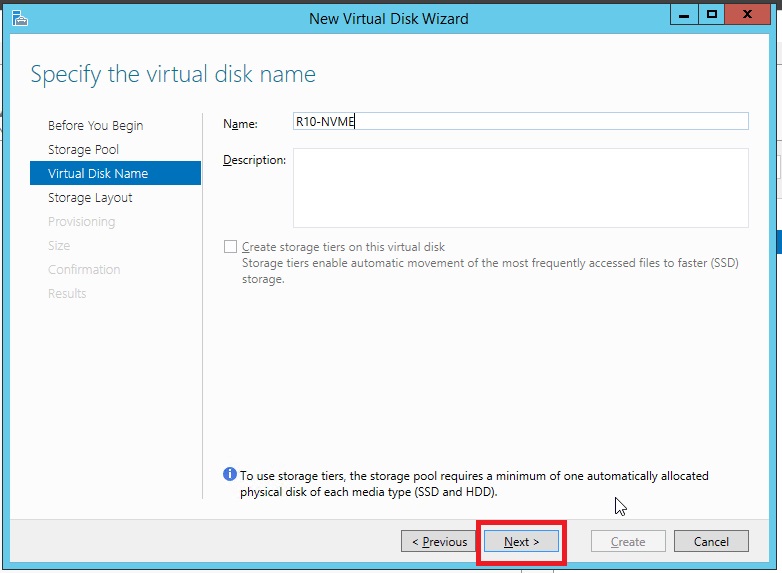 New Virtual Disk Wizard
Specify the virtual disk name
Before You Begin
Storage Pool
Virtual Disk Name
Storage Layout
Provisioning
Size
Confirmation
Results
Name:
R10-NVME
Description:
Create storage tiers on this virtual disk
Storage tiers enable automatic movement of the most frequently accessed files to faster (SSD)
storage.
To use storage tiers, the storage pool requires a minimum of one automatically allocated
physical disk of each media type (SSD and HDD).
< Previous
Next >
Create
Cancel